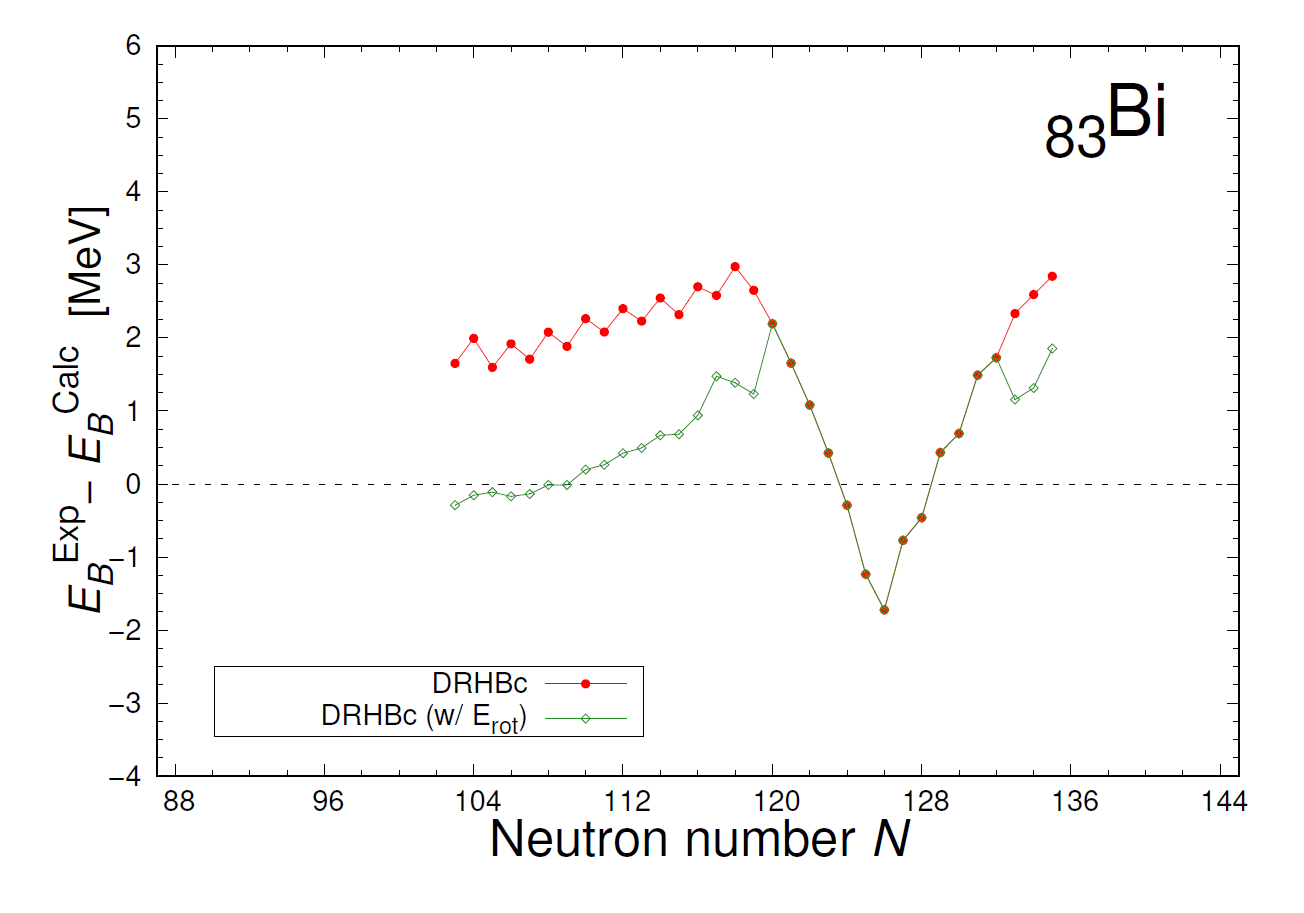 6
5
4
3
2
1
0
−1
−2
−3
−4
E_B^Exp − E_B^Calc [MeV]
₈₃Bi
DRHBc
DRHBc (w/ E_rot)
88 96 104 112 120 128 136 144
Neutron number N